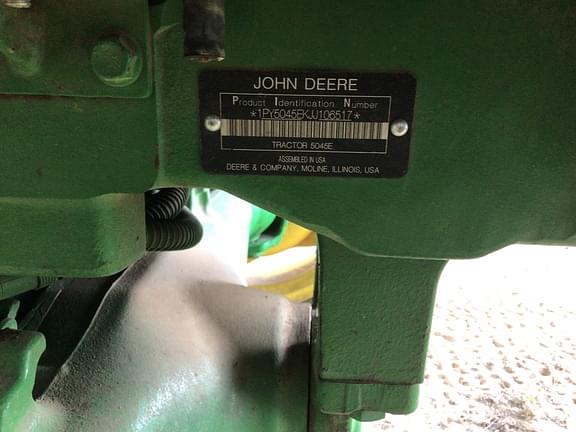 JOHN DEERE
Product Identification Number
*1PY5045EKJJ106517*
TRACTOR 5045E
ASSEMBLED IN USA
DEERE & COMPANY, MOLINE, ILLINOIS, USA